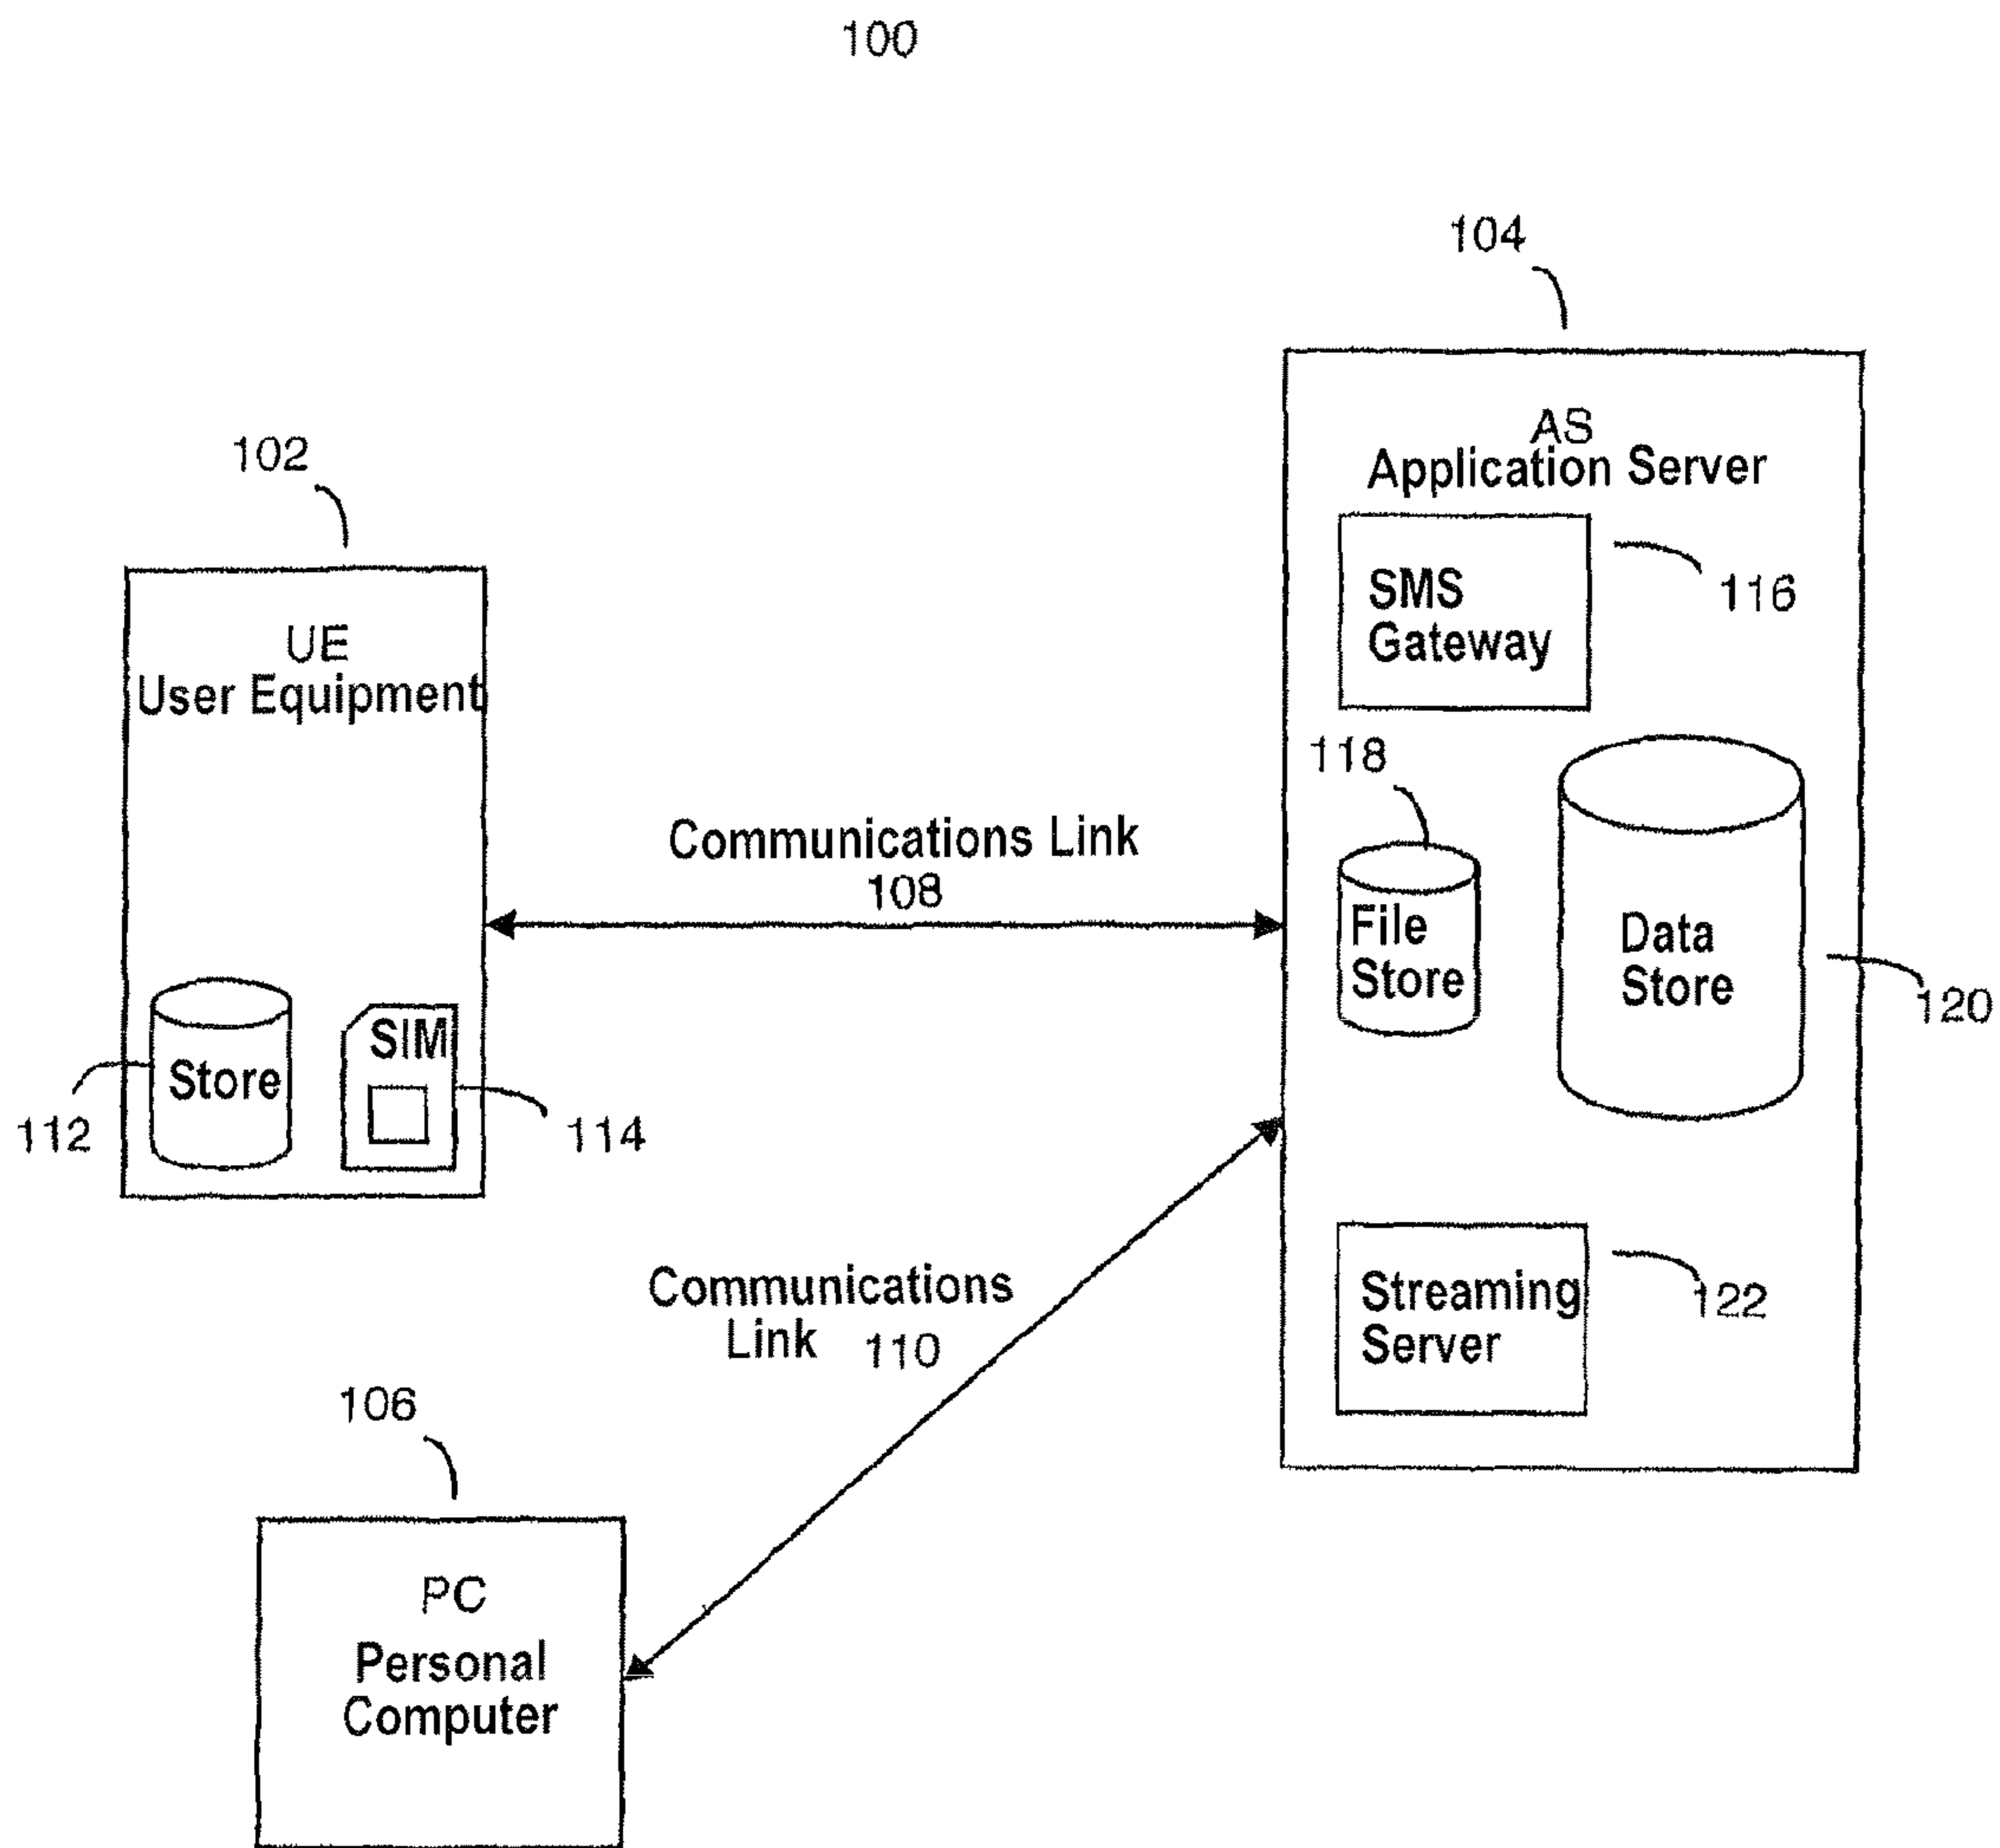 100
104
AS
Application Server
SMS
Gateway
116
118
File
Store
Data
Store
120
Streaming
Server
122
102
UE
User Equipment
Store
SIM
112
114
Communications Link
108
Communications
Link 110
106
PC
Personal
Computer